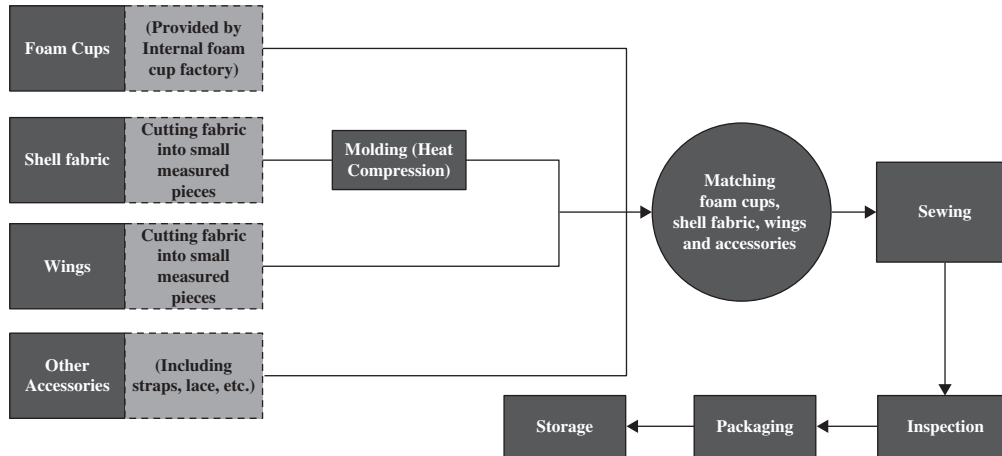 Foam Cups
(Provided by
Internal foam
cup factory)
Shell fabric
Cutting fabric
into small
measured
pieces
Molding (Heat
Compression)
Wings
Cutting fabric
into small
measured
pieces
Other
Accessories
(Including
straps, lace, etc.)
Matching
foam cups,
shell fabric, wings
and accessories
Sewing
Inspection
Packaging
Storage